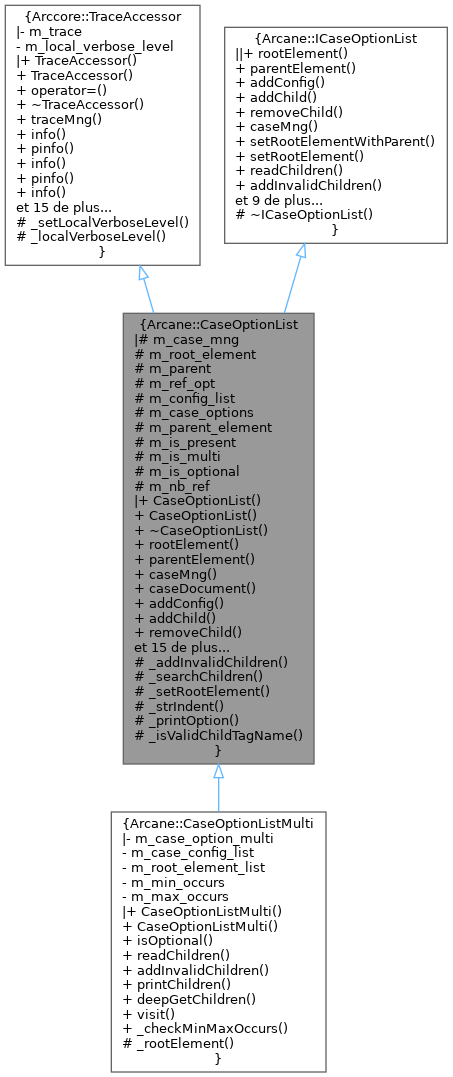 {Arccore::TraceAccessor
|- m_trace
- m_local_verbose_level
|+ TraceAccessor()
+ TraceAccessor()
+ operator=()
+ ~TraceAccessor()
+ traceMng()
+ info()
+ pinfo()
+ info()
+ pinfo()
+ info()
et 15 de plus...
# _setLocalVerboseLevel()
# _localVerboseLevel()
}
{Arcane::ICaseOptionList
||+ rootElement()
+ parentElement()
+ addConfig()
+ addChild()
+ removeChild()
+ caseMng()
+ setRootElementWithParent()
+ setRootElement()
+ readChildren()
+ addInvalidChildren()
et 9 de plus...
# ~ICaseOptionList()
}
{Arcane::CaseOptionList
|# m_case_mng
# m_root_element
# m_parent
# m_ref_opt
# m_config_list
# m_case_options
# m_parent_element
# m_is_present
# m_is_multi
# m_is_optional
# m_nb_ref
|+ CaseOptionList()
+ CaseOptionList()
+ ~CaseOptionList()
+ rootElement()
+ parentElement()
+ caseMng()
+ caseDocument()
+ addConfig()
+ addChild()
+ removeChild()
et 15 de plus...
# _addInvalidChildren()
# _searchChildren()
# _setRootElement()
# _strIndent()
# _printOption()
# _isValidChildTagName()
}
{Arcane::CaseOptionListMulti
|- m_case_option_multi
- m_case_config_list
- m_root_element_list
- m_min_occurs
- m_max_occurs
|+ CaseOptionListMulti()
+ CaseOptionListMulti()
+ isOptional()
+ readChildren()
+ addInvalidChildren()
+ printChildren()
+ deepGetChildren()
+ visit()
+ _checkMinMaxOccurs()
# _rootElement()
}